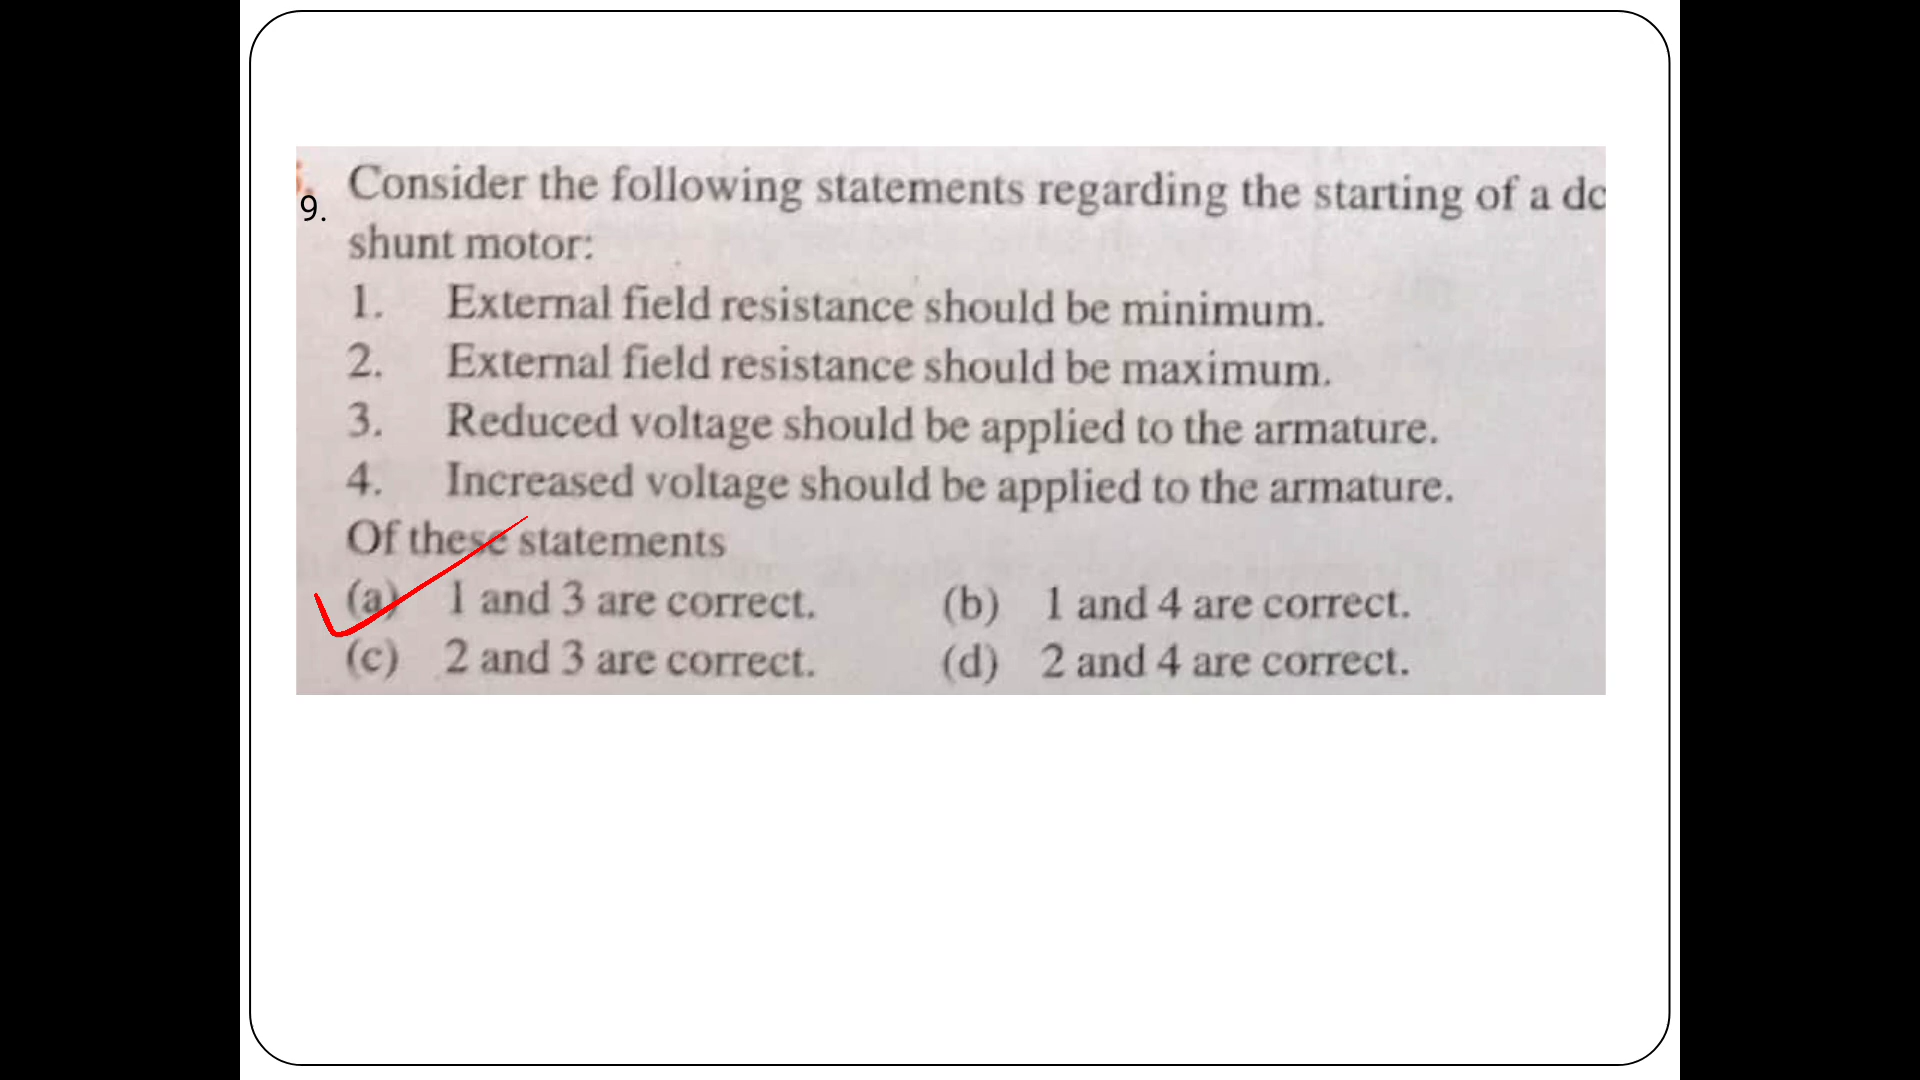 9. Consider the following statements regarding the starting of a dc
shunt motor:
1. External field resistance should be minimum.
2. External field resistance should be maximum.
3. Reduced voltage should be applied to the armature.
4. Increased voltage should be applied to the armature.
Of these statements
(a) 1 and 3 are correct. (b) 1 and 4 are correct.
(c) 2 and 3 are correct. (d) 2 and 4 are correct.